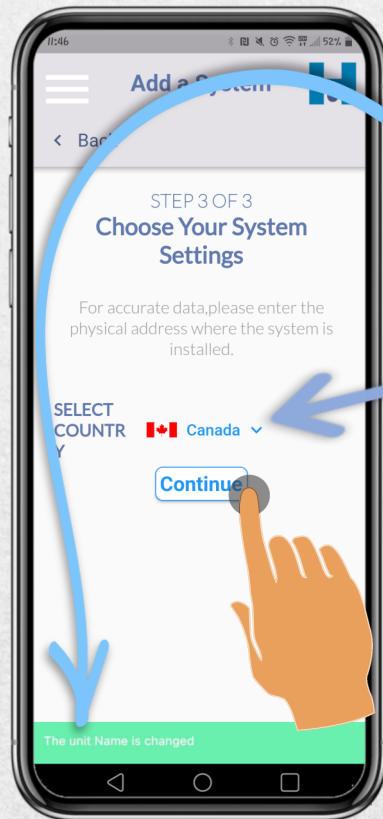 11:46
52%
Add a System
< Back
STEP 3 OF 3
Choose Your System
Settings
For accurate data,please enter the
physical address where the system is
installed.
SELECT
COUNTR
Y
Canada
Continue
The unit Name is changed